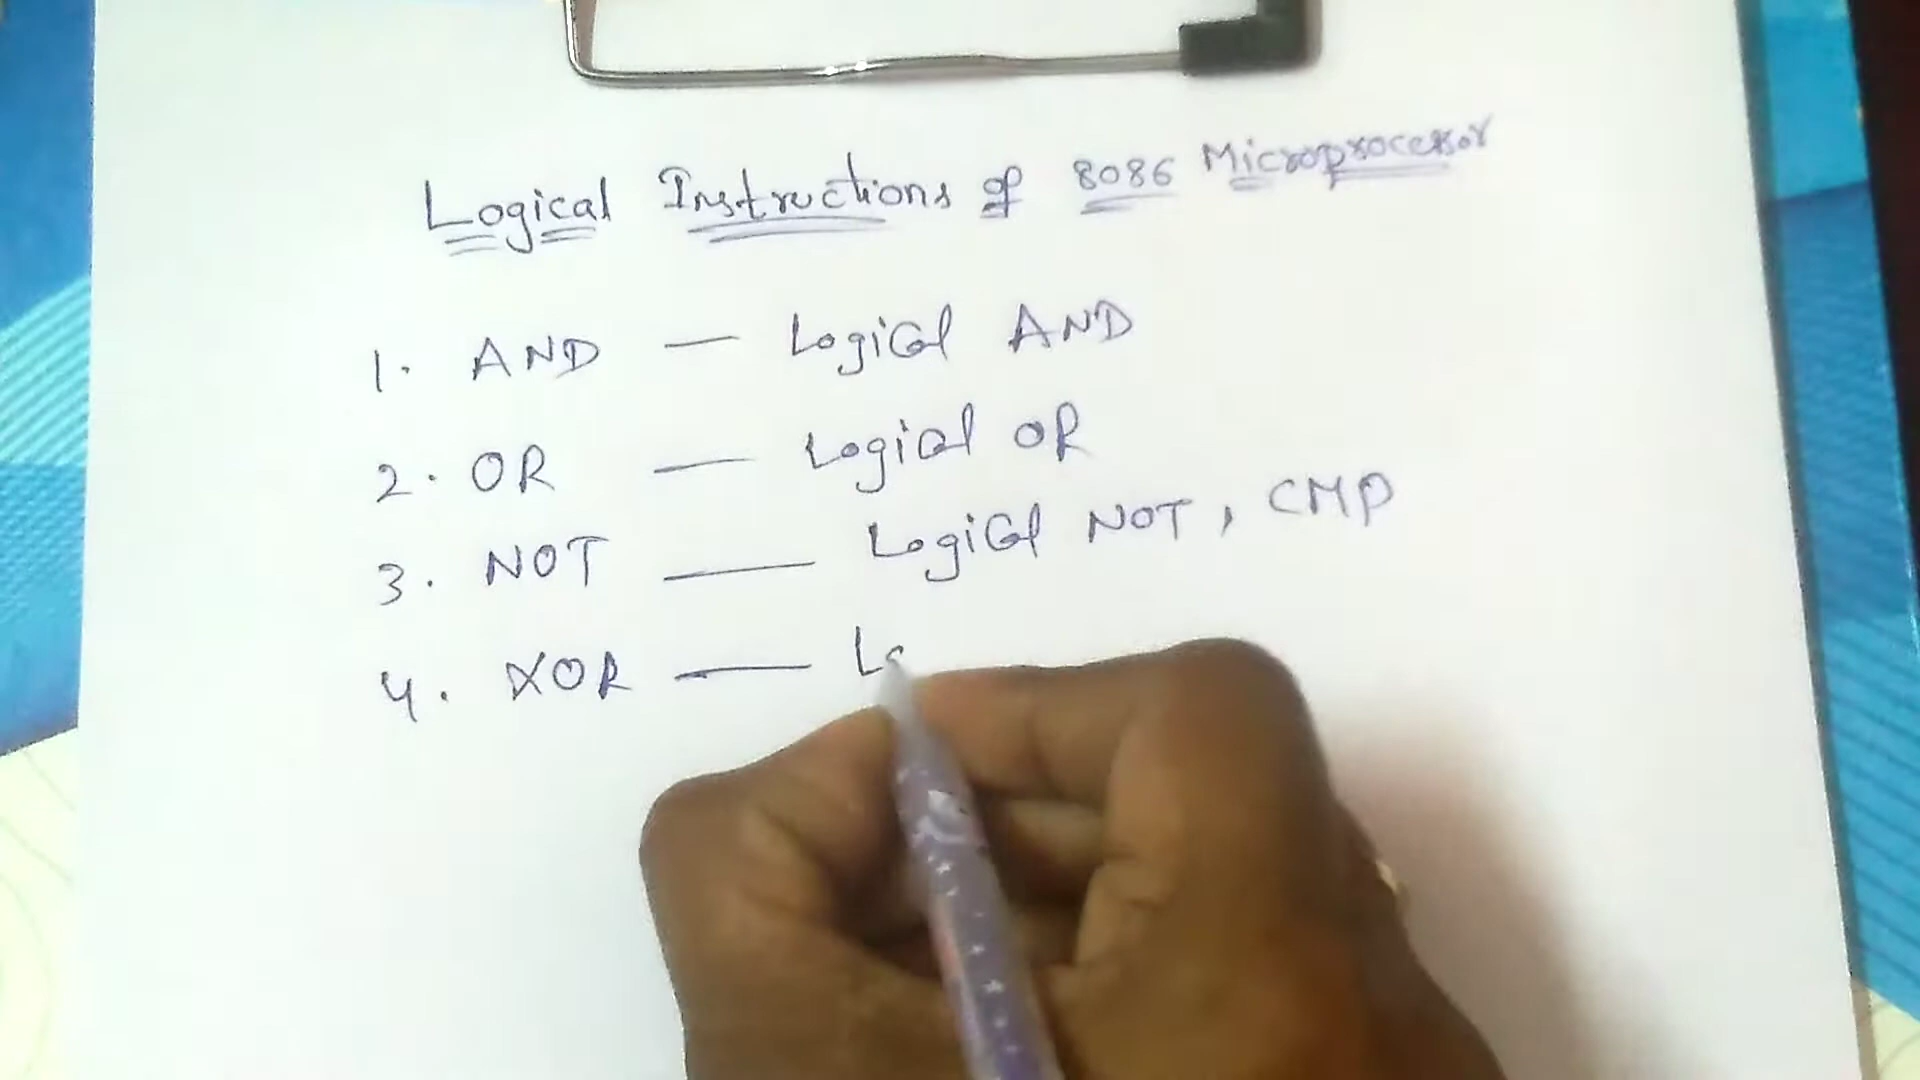 Logical Instructions of 8086 Microprocessor
1. AND — Logical AND
2. OR — Logical OR
3. NOT — Logical NOT, CMP
4. XOR — Lo